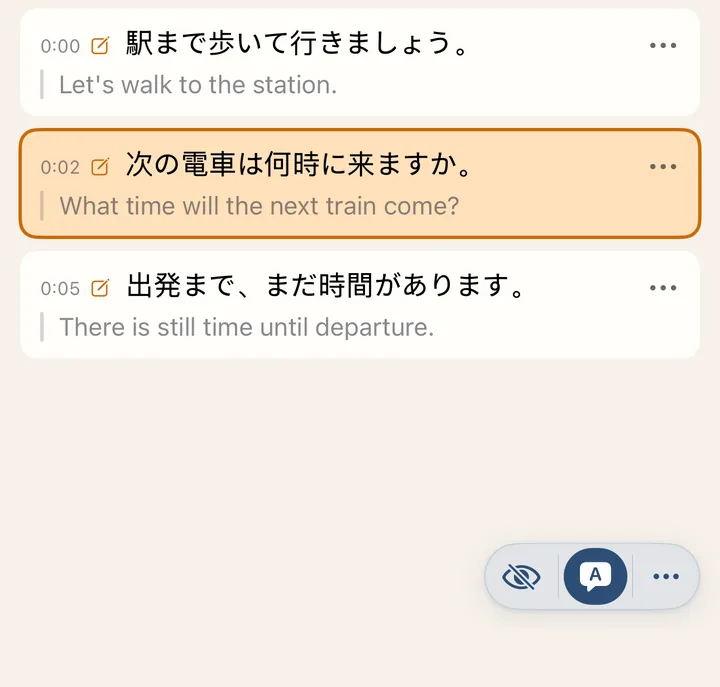 0:00 駅まで歩いて行きましょう。
Let's walk to the station.
0:02 次の電車は何時に来ますか。
What time will the next train come?
0:05 出発まで、まだ時間があります。
There is still time until departure.
A